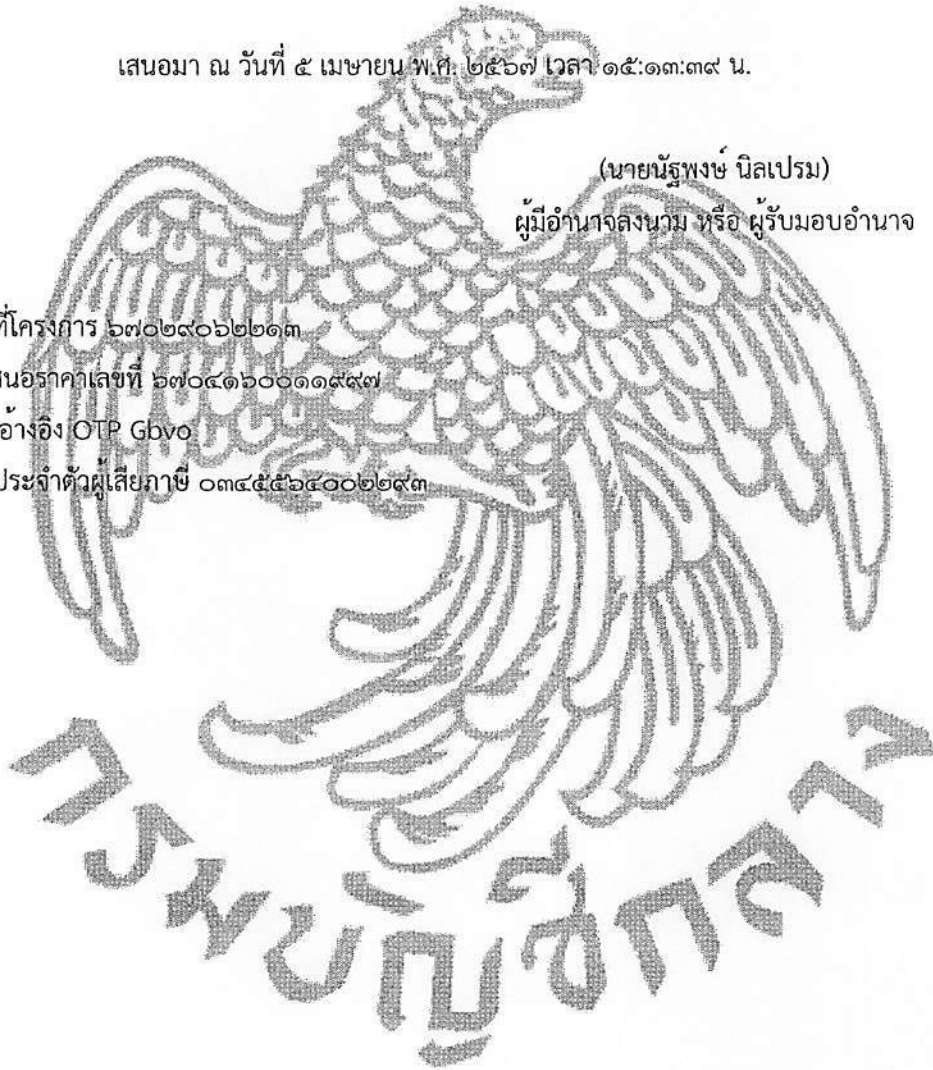 เสนอมา ณ วันที่ ๕ เมษายน พ.ศ. ๒๕๖๗ เวลา ๑๕:๑๓:๓๙ น.
(นายนัฐพงษ์ นิลเปรม)
ผู้มีอำนาจลงนาม หรือ ผู้รับมอบอำนาจ
ที่โครงการ ๖๗๐๒๙๐๖๒๒๑๓
สนอราคาเลขที่ ๖๗๐๔๑๖๐๐๑๑๙๙๗
อ้างอิง OTP Gbvo
ประจำตัวผู้เสียภาษี ๐๓๔๕๕๖๔๐๐๒๒๙๓
กรมบัญชีกลาง